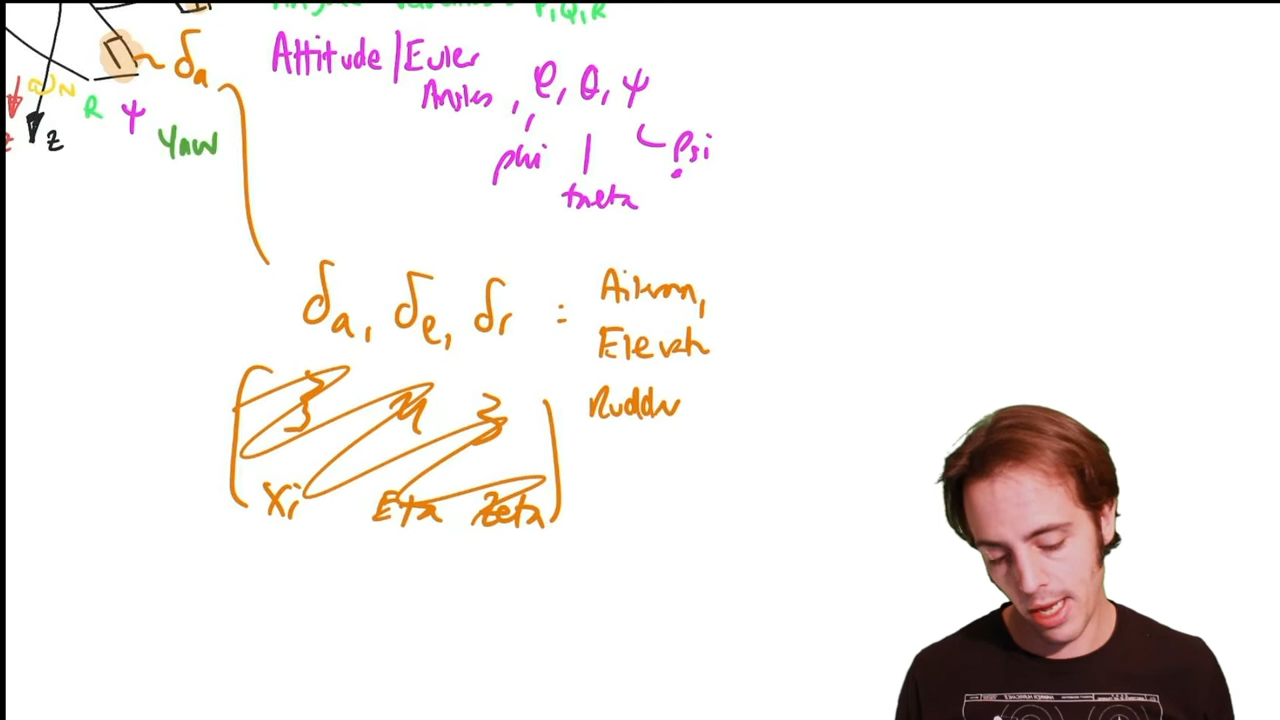 P, Q, R
Attitude / Euler
Angles, φ, θ, ψ
phi
theta
Psi
~ δa
N
R ψ
z z
Yaw
δa, δe, δr = Aileron,
Elevator
Rudder
ξ η ζ
Xi Eta Zeta